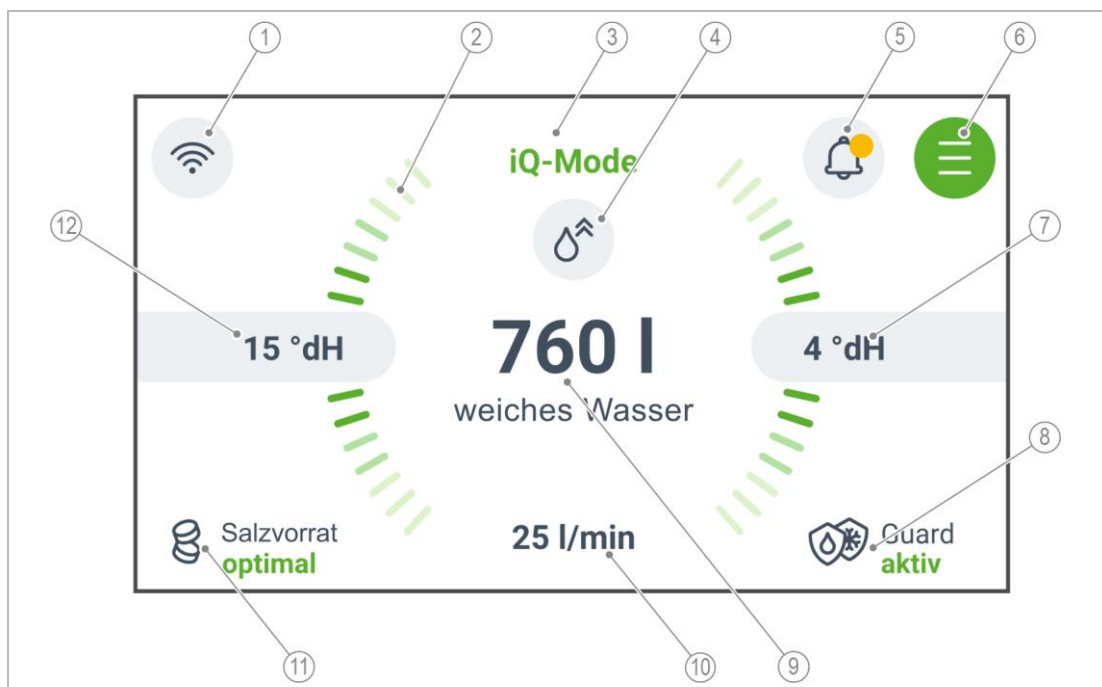 1
2
3
4
5
6
iQ-Mode
12
7
15 °dH
760 l
4 °dH
weiches Wasser
8
Salzvorrat
optimal
25 l/min
Guard
aktiv
11
10
9